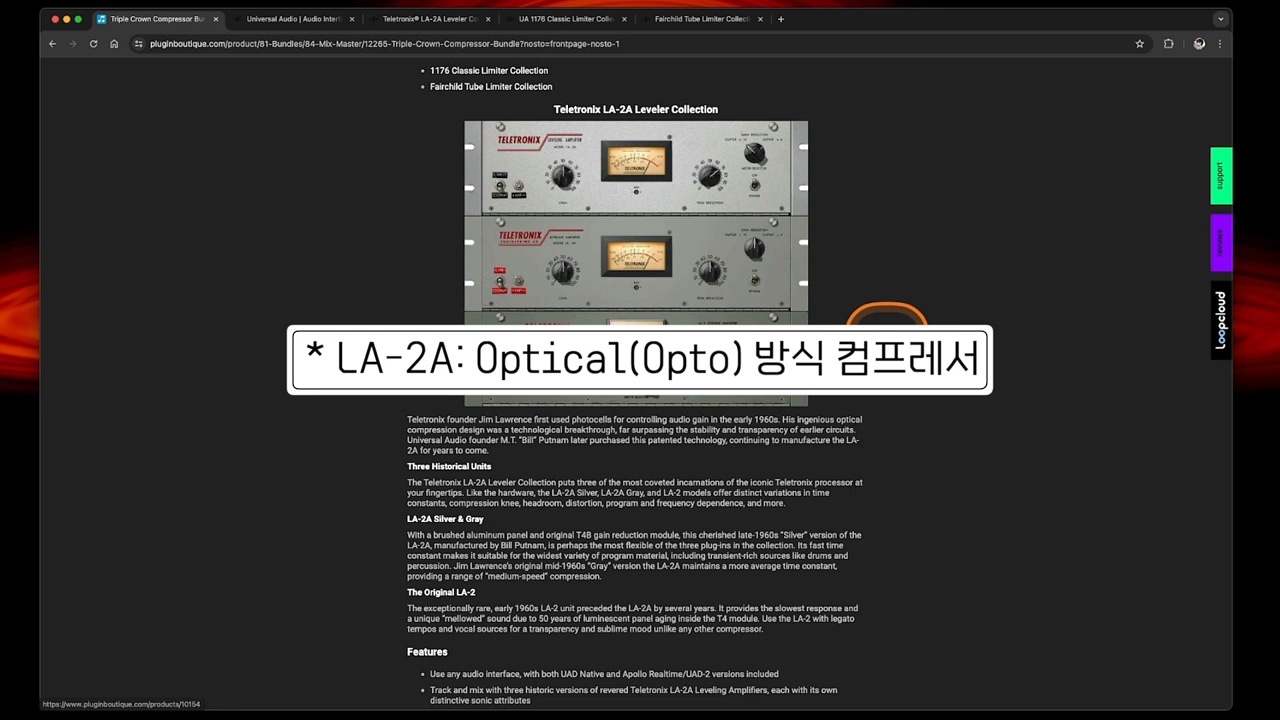 Triple Crown Compressor Bun
Universal Audio | Audio Interf
Teletronix® LA-2A Leveler Co
UA 1176 Classic Limiter Colle
Fairchild Tube Limiter Collecti
pluginboutique.com/product/81-Bundles/84-Mix-Master/12265-Triple-Crown-Compressor-Bundle?nosto=frontpage-nosto-1
1176 Classic Limiter Collection
Fairchild Tube Limiter Collection
Teletronix LA-2A Leveler Collection
TELETRONIX
TELETRONIX
support
loopcloud
* LA-2A: Optical(Opto) 방식 컴프레서
Teletronix founder Jim Lawrence first used photocells for controlling audio gain in the early 1960s. His ingenious optical
compression design was a technological breakthrough, far surpassing the stability and transparency of earlier circuits.
Universal Audio founder M.T. "Bill" Putnam later purchased this patented technology, continuing to manufacture the LA-
2A for years to come.
Three Historical Units
The Teletronix LA-2A Leveler Collection puts three of the most coveted incarnations of the iconic Teletronix processor at
your fingertips. Like the hardware, the LA-2A Silver, LA-2A Gray, and LA-2 models offer distinct variations in time
constants, compression knee, headroom, distortion, program and frequency dependence, and more.
LA-2A Silver & Gray
With a brushed aluminum panel and original T4B gain reduction module, this cherished late-1960s "Silver" version of the
LA-2A, manufactured by Bill Putnam, is perhaps the most flexible of the three plug-ins in the collection. Its fast time
constant makes it suitable for the widest variety of program material, including transient-rich sources like drums and
percussion. Jim Lawrence's original mid-1960s "Gray" version the LA-2A maintains a more average time constant,
providing a range of "medium-speed" compression.
The Original LA-2
The exceptionally rare, early 1960s LA-2 unit preceded the LA-2A by several years. It provides the slowest response and
a unique "mellowed" sound due to 50 years of luminescent panel aging inside the T4 module. Use the LA-2 with legato
tempos and vocal sources for a transparency and sublime mood unlike any other compressor.
Features
Use any audio interface, with both UAD Native and Apollo Realtime/UAD-2 versions included
Track and mix with three historic versions of revered Teletronix LA-2A Leveling Amplifiers, each with its own
distinctive sonic attributes
https://www.pluginboutique.com/products/10154